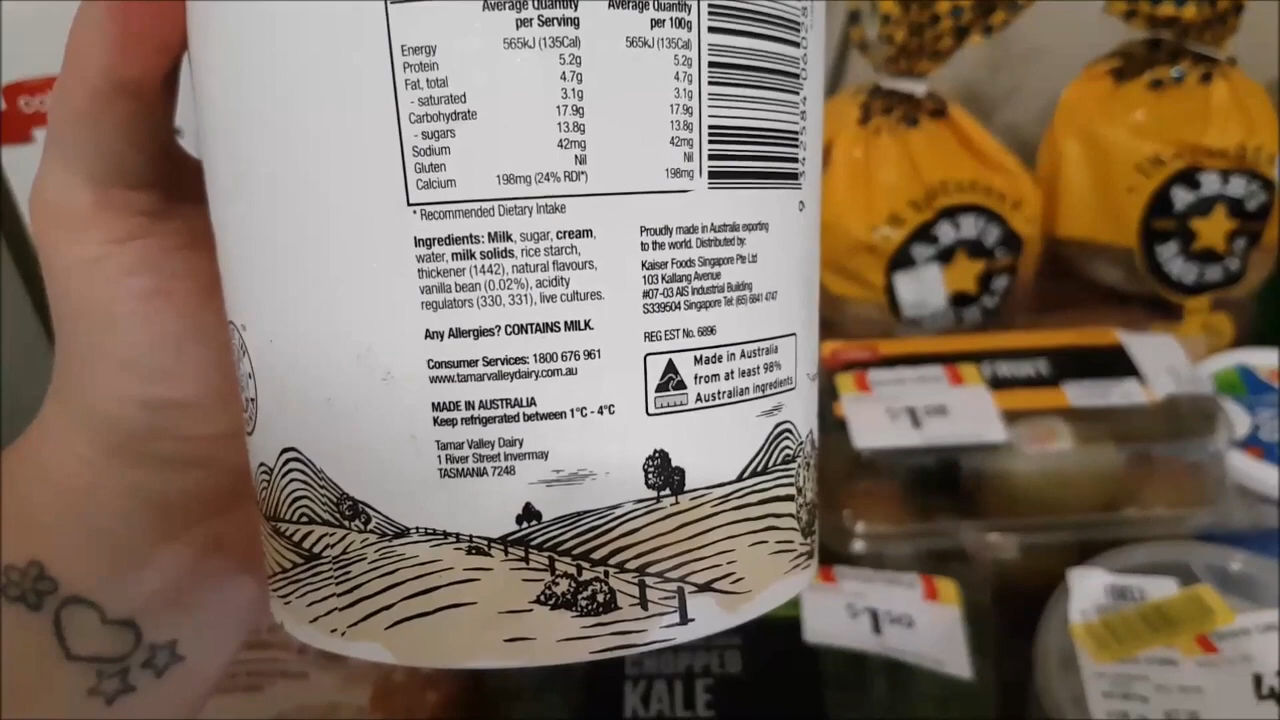 Average Quantity
per Serving
Average Quantity
per 100g
Energy 565kJ (135Cal) 565kJ (135Cal)
Protein 5.2g 5.2g
Fat, total 4.7g 4.7g
- saturated 3.1g 3.1g
Carbohydrate 17.9g 17.9g
- sugars 13.8g 13.8g
Sodium 42mg 42mg
Gluten Nil Nil
Calcium 198mg (24% RDI*) 198mg
* Recommended Dietary Intake
Ingredients: Milk, sugar, cream,
water, milk solids, rice starch,
thickener (1442), natural flavours,
vanilla bean (0.02%), acidity
regulators (330, 331), live cultures.
Any Allergies? CONTAINS MILK.
Consumer Services: 1800 676 961
www.tamarvalleydairy.com.au
MADE IN AUSTRALIA
Keep refrigerated between 1°C - 4°C
Tamar Valley Dairy
1 River Street Invermay
TASMANIA 7248
Proudly made in Australia exporting
to the world. Distributed by:
Kaiser Foods Singapore Pte Ltd
103 Kallang Avenue
#07-03 AIS Industrial Building
S339504 Singapore Tel: (65) 6841 4747
REG EST No. 6896
Made in Australia
from at least 98%
Australian ingredients
CHOPPED
KALE